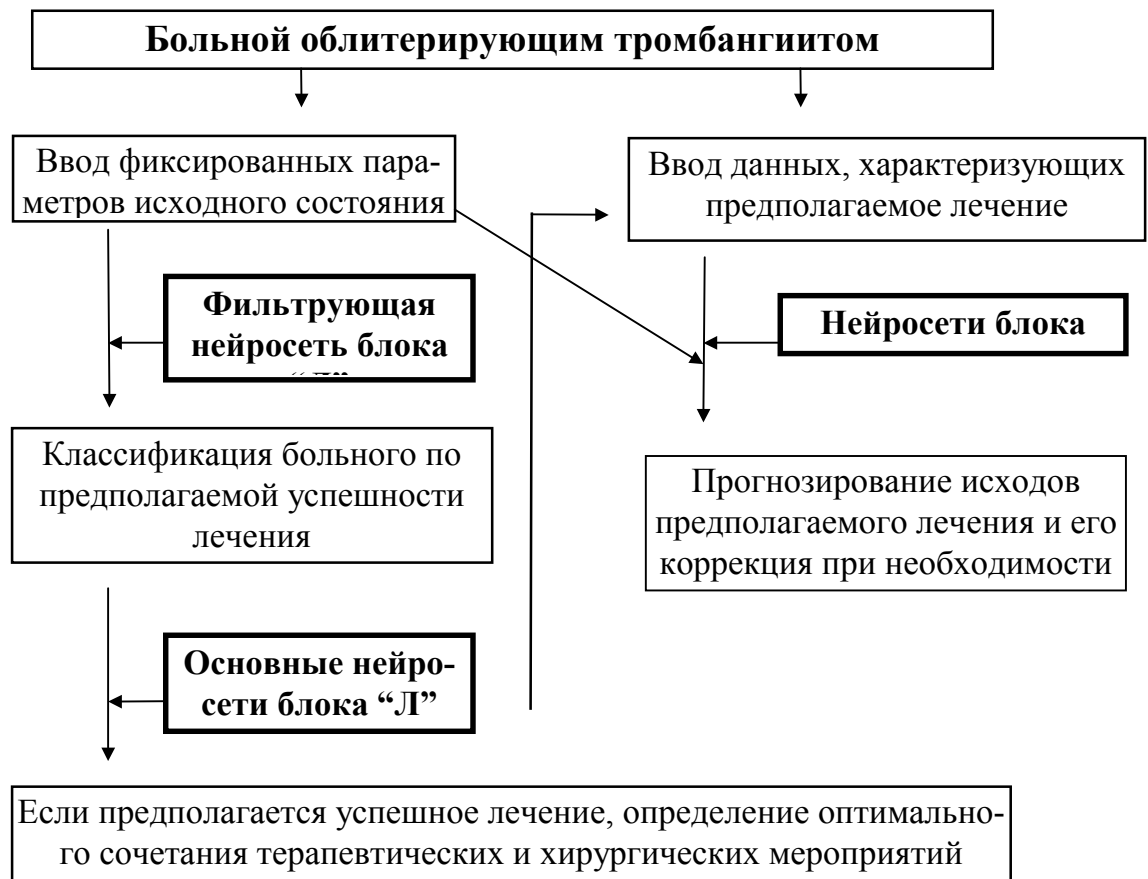 Больной облитерирующим тромбангиитом
Ввод фиксированных пара-
метров исходного состояния
Ввод данных, характеризующих
предполагаемое лечение
Фильтрующая
нейросеть блока
Нейросети блока
Классификация больного по
предполагаемой успешности
лечения
Прогнозирование исходов
предполагаемого лечения и его
коррекция при необходимости
Основные нейро-
сети блока “Л”
Если предполагается успешное лечение, определение оптимально-
го сочетания терапевтических и хирургических мероприятий